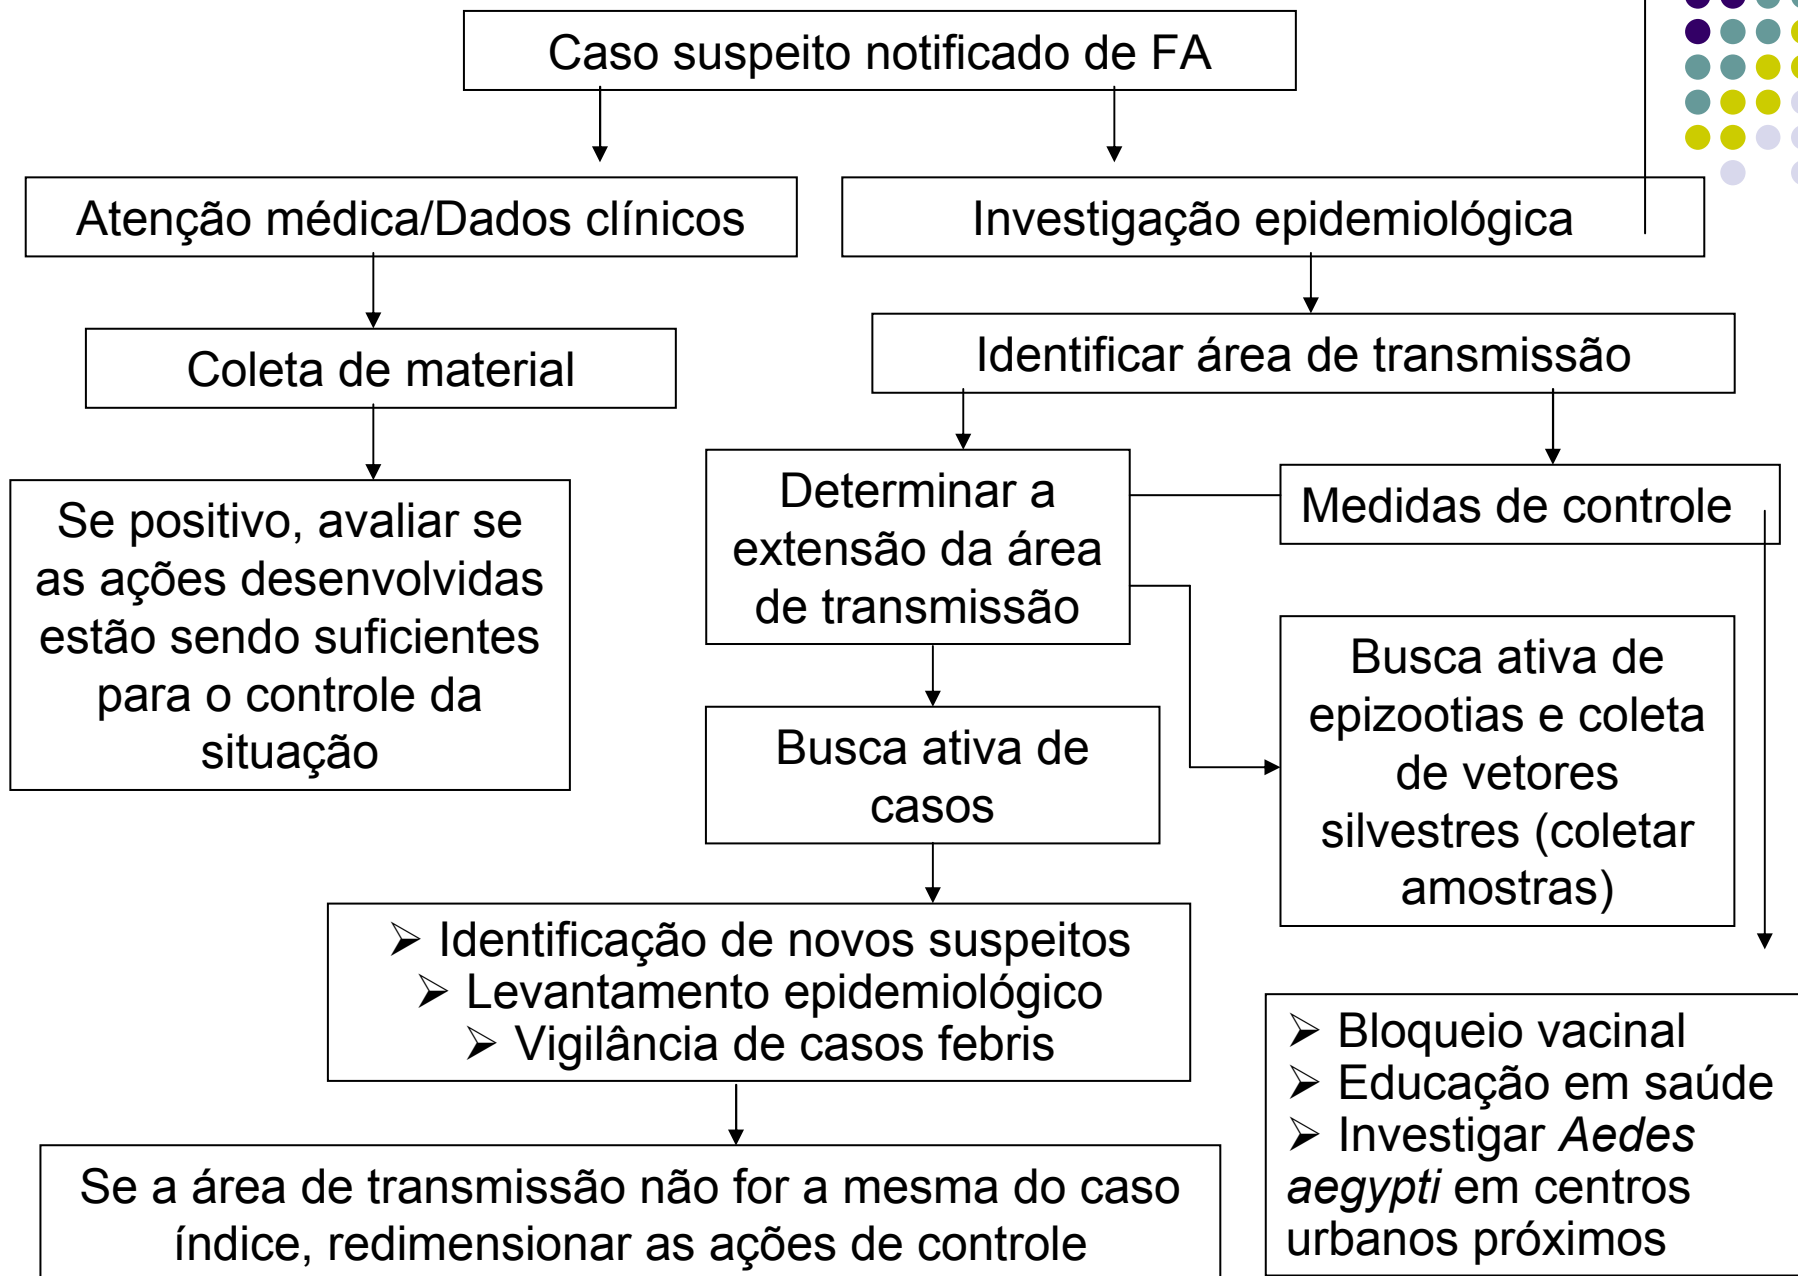 Caso suspeito notificado de FA
Atenção médica/Dados clínicos
Investigação epidemiológica
Coleta de material
Identificar área de transmissão
Se positivo, avaliar se
as ações desenvolvidas
estão sendo suficientes
para o controle da
situação
Determinar a
extensão da área
de transmissão
Medidas de controle
Busca ativa de
casos
Busca ativa de
epizootias e coleta
de vetores
silvestres (coletar
amostras)
➢ Identificação de novos suspeitos
➢ Levantamento epidemiológico
➢ Vigilância de casos febris
➢ Bloqueio vacinal
➢ Educação em saúde
➢ Investigar Aedes
aegypti em centros
urbanos próximos
Se a área de transmissão não for a mesma do caso
índice, redimensionar as ações de controle